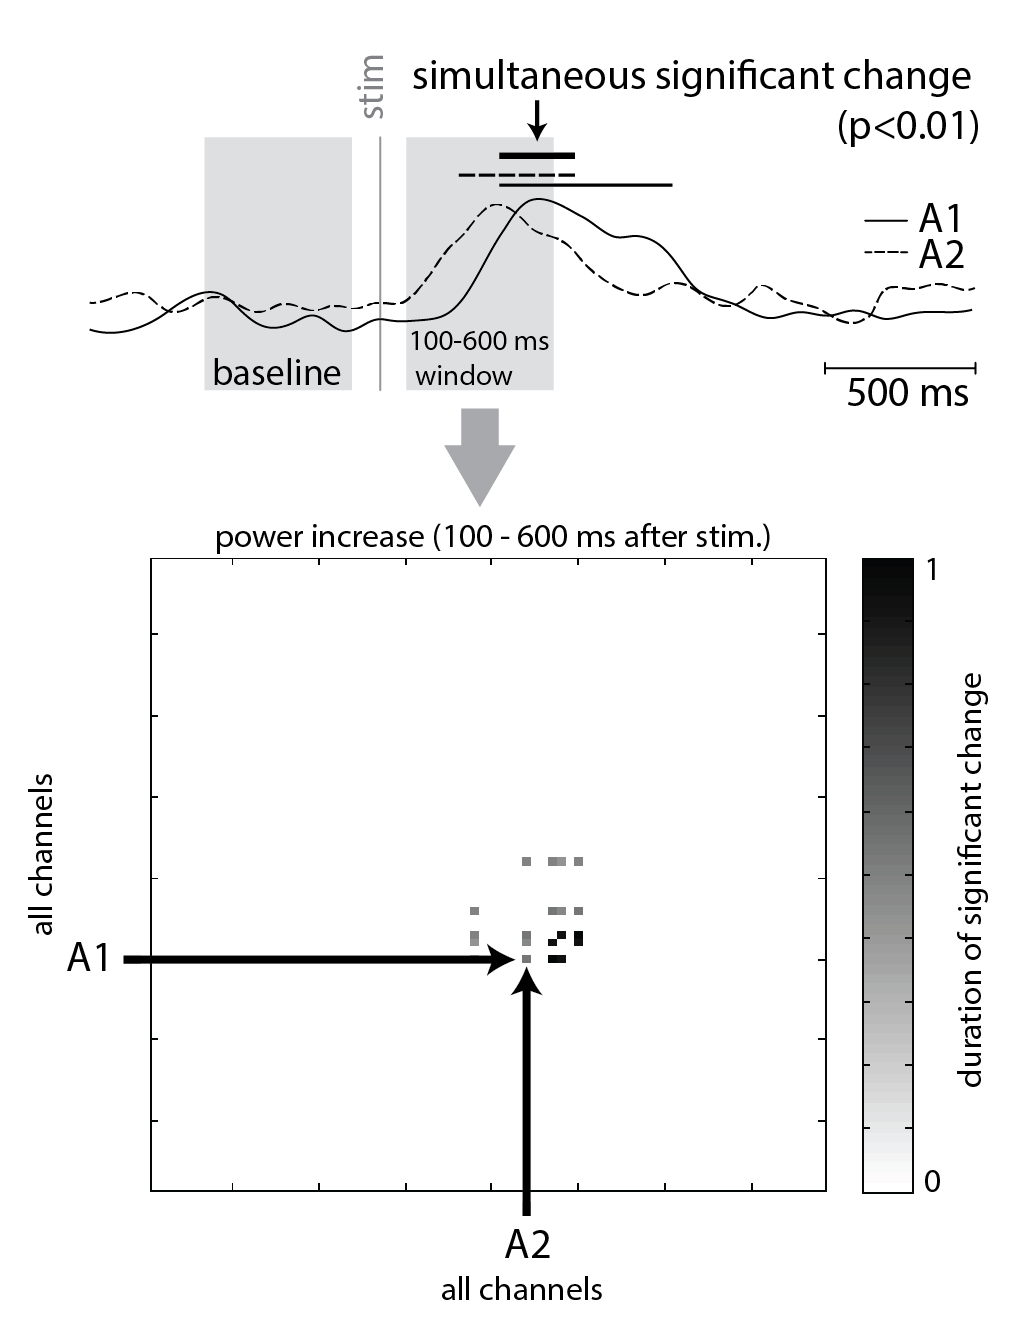 stim
simultaneous significant change
(p<0.01)
A1
A2
100-600 ms
window
baseline
500 ms
power increase (100 - 600 ms after stim.)
1
duration of significant change
0
all channels
A1
A2
all channels